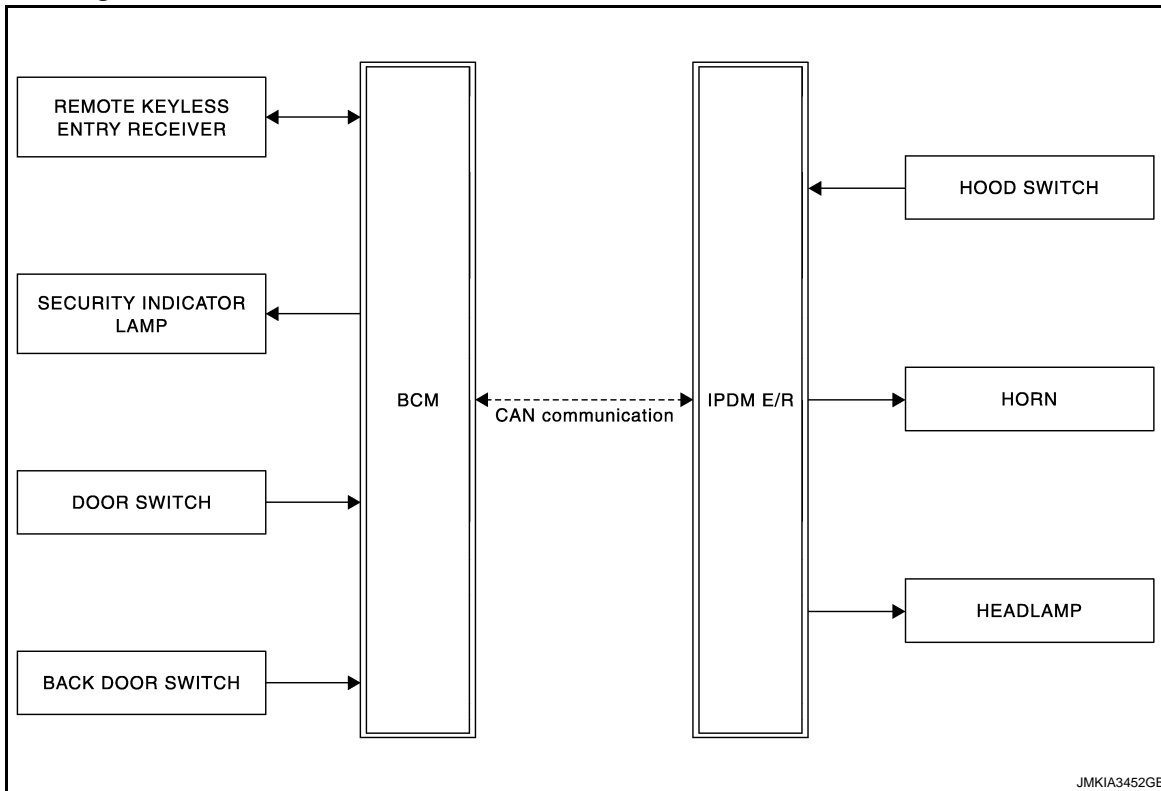 REMOTE KEYLESS
ENTRY RECEIVER
SECURITY INDICATOR
LAMP
DOOR SWITCH
BACK DOOR SWITCH
BCM
CAN communication
IPDM E/R
HOOD SWITCH
HORN
HEADLAMP